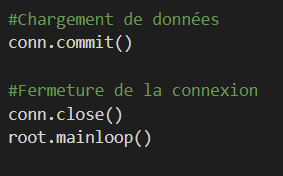 #Chargement de données
conn.commit()
#Fermeture de la connexion
conn.close()
root.mainloop()